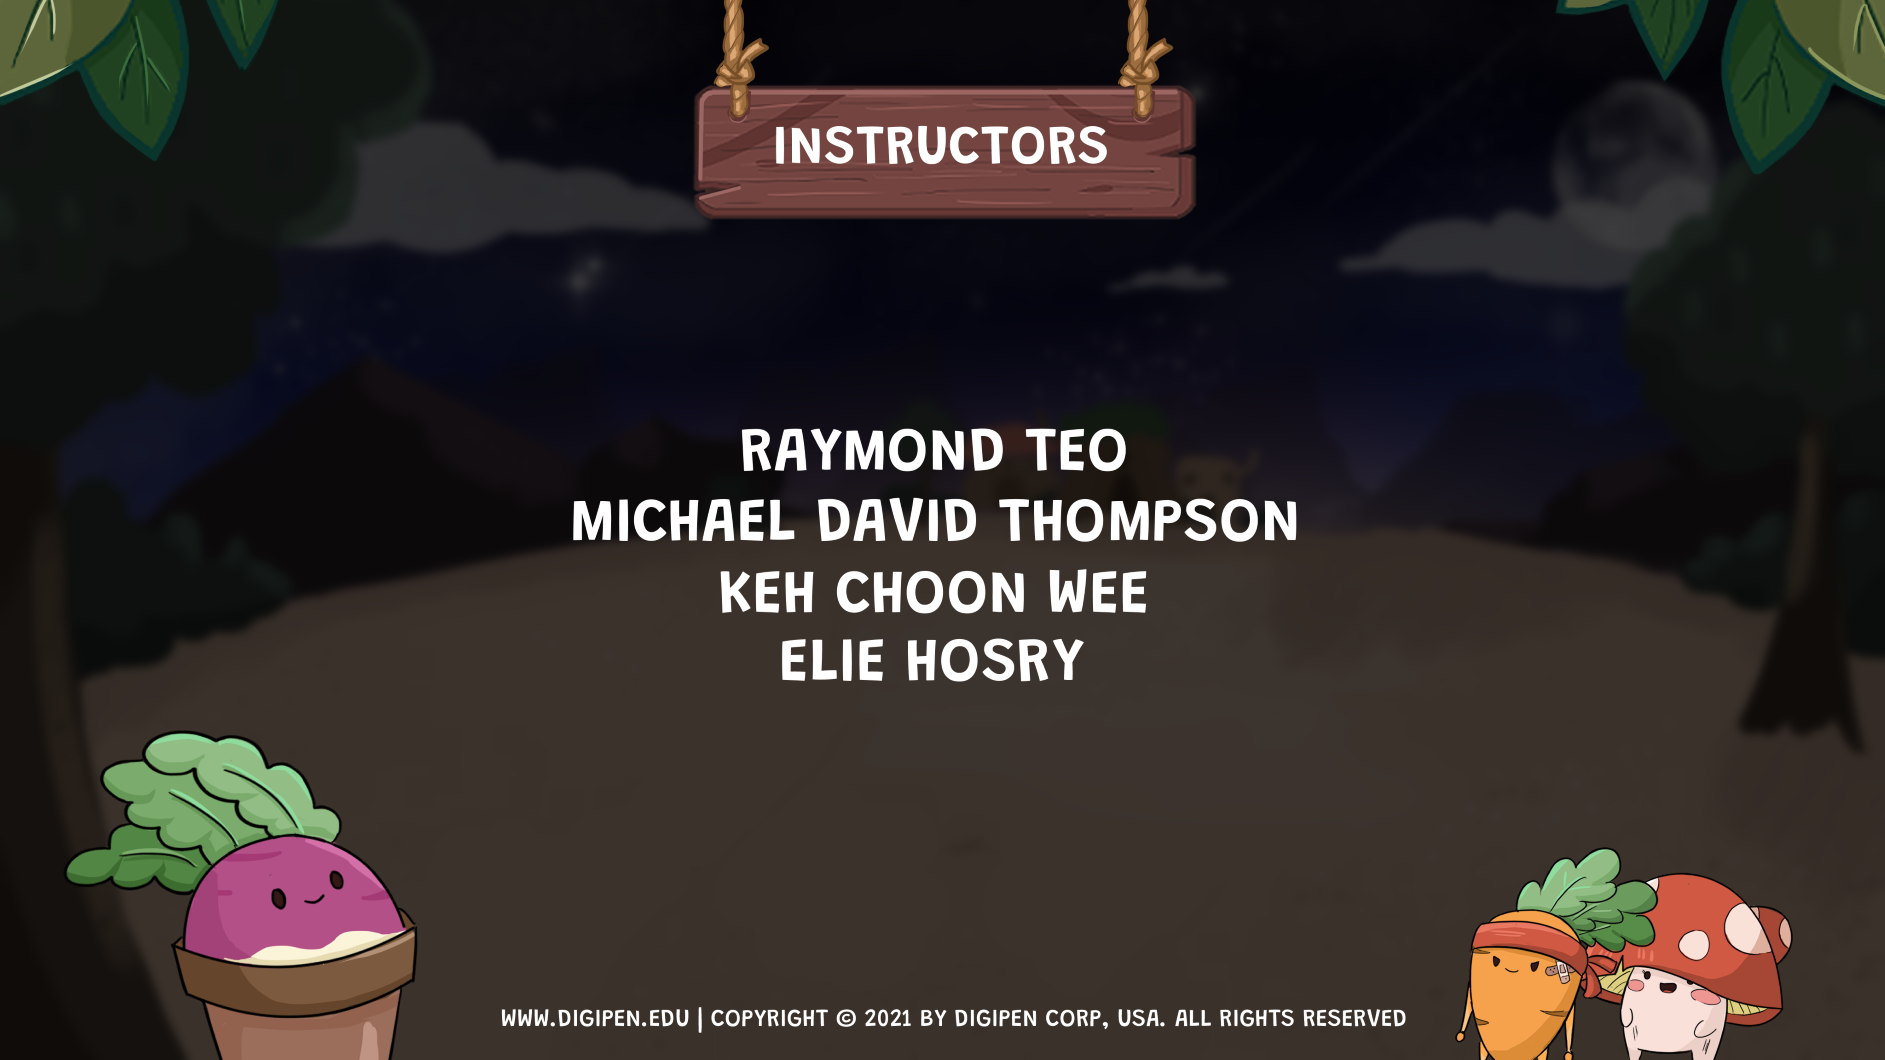 INSTRUCTORS
RAYMOND TEO
MICHAEL DAVID THOMPSON
KEH CHOON WEE
ELIE HOSRY
WWW.DIGIPEN.EDU | COPYRIGHT © 2021 BY DIGIPEN CORP, USA. ALL RIGHTS RESERVED